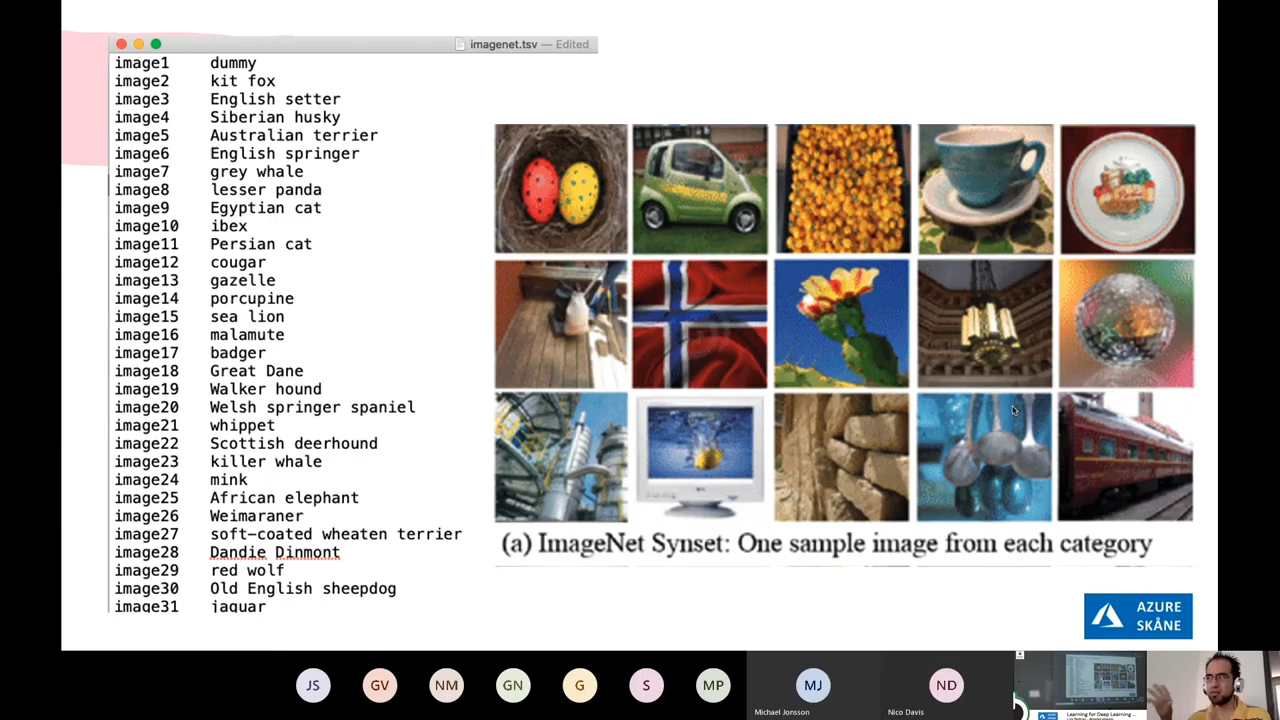 imagenet.tsv — Edited
image1 dummy
image2 kit fox
image3 English setter
image4 Siberian husky
image5 Australian terrier
image6 English springer
image7 grey whale
image8 lesser panda
image9 Egyptian cat
image10 ibex
image11 Persian cat
image12 cougar
image13 gazelle
image14 porcupine
image15 sea lion
image16 malamute
image17 badger
image18 Great Dane
image19 Walker hound
image20 Welsh springer spaniel
image21 whippet
image22 Scottish deerhound
image23 killer whale
image24 mink
image25 African elephant
image26 Weimaraner
image27 soft-coated wheaten terrier
image28 Dandie Dinmont
image29 red wolf
image30 Old English sheepdog
image31 jaguar
(a) ImageNet Synset: One sample image from each category
AZURE
SKÅNE
JS GV NM GN G S MP MJ ND
Michael Jonsson Nico Davis
Learning for Deep Learning ...